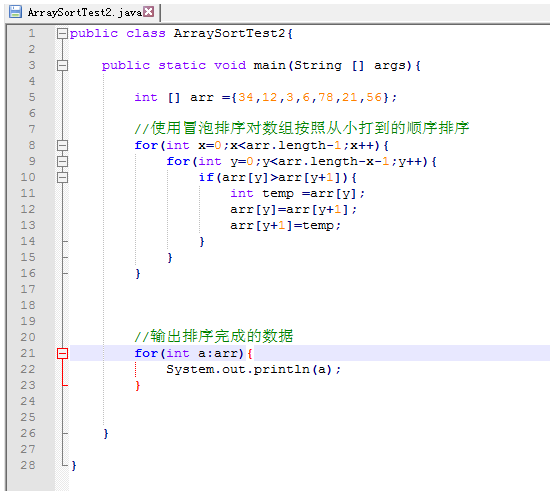 ArraySortTest2.java
1 public class ArraySortTest2{
2
3 public static void main(String [] args){
4
5 int [] arr ={34,12,3,6,78,21,56};
6
7 //使用冒泡排序对数组按照从小打到的顺序排序
8 for(int x=0;x<arr.length-1;x++){
9 for(int y=0;y<arr.length-x-1;y++){
10 if(arr[y]>arr[y+1]){
11 int temp =arr[y];
12 arr[y]=arr[y+1];
13 arr[y+1]=temp;
14 }
15 }
16 }
17
18
19
20 //输出排序完成的数据
21 for(int a:arr){
22 System.out.println(a);
23 }
24
25
26 }
27
28 }